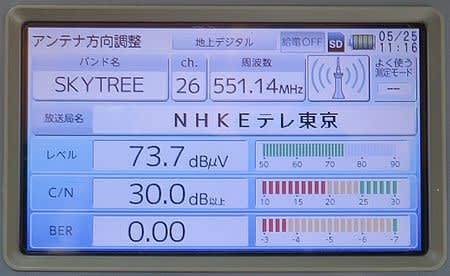 アンテナ方向調整 地上デジタル 給電OFF SD 05/25 11:16
バンド名 ch. 周波数 よく使う測定モード
SKYTREE 26 551.14MHz ---
放送局名 NHKEテレ東京
レベル 73.7dBμV 50 60 70 80 90
C/N 30.0dB以上 10 15 20 25 30
BER 0.00 -3 -4 -5 -6 -7